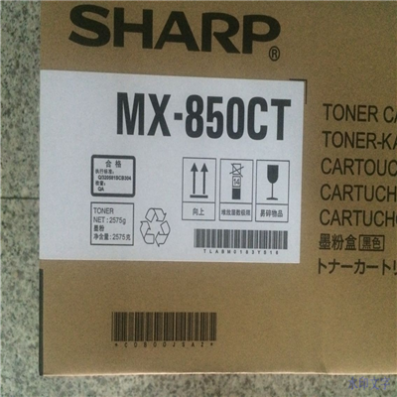 SHARP®
MX-850CT
合格
TONER
NET : 2575g
墨粉
净含量: 2575克
向上
易碎物品
TONER CA
TONER-KA
CARTOUC
CARTUCH
CARTUCHO
墨粉盒 黑色
トナーカートリ